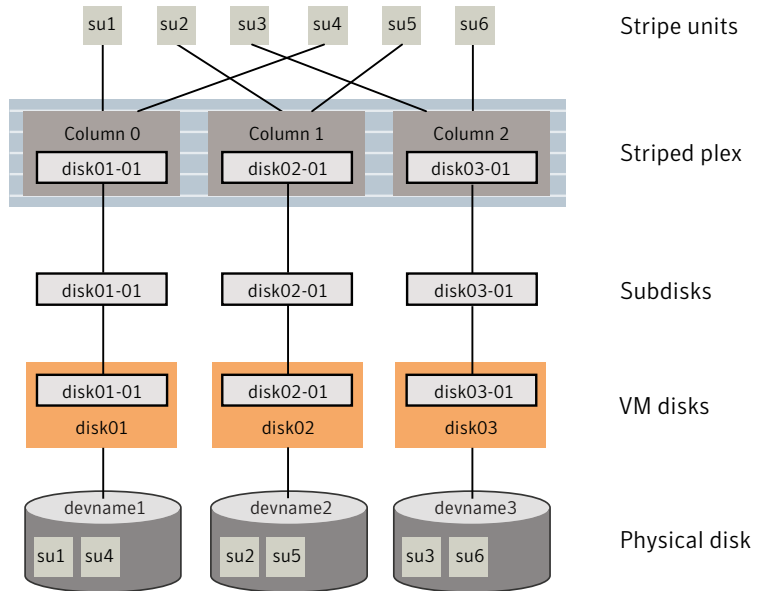 su1 su2 su3 su4 su5 su6 Stripe units
Column 0 Column 1 Column 2
disk01-01 disk02-01 disk03-01 Striped plex
disk01-01 disk02-01 disk03-01 Subdisks
disk01-01 disk02-01 disk03-01
disk01 disk02 disk03 VM disks
devname1 devname2 devname3
su1 su4 su2 su5 su3 su6 Physical disk